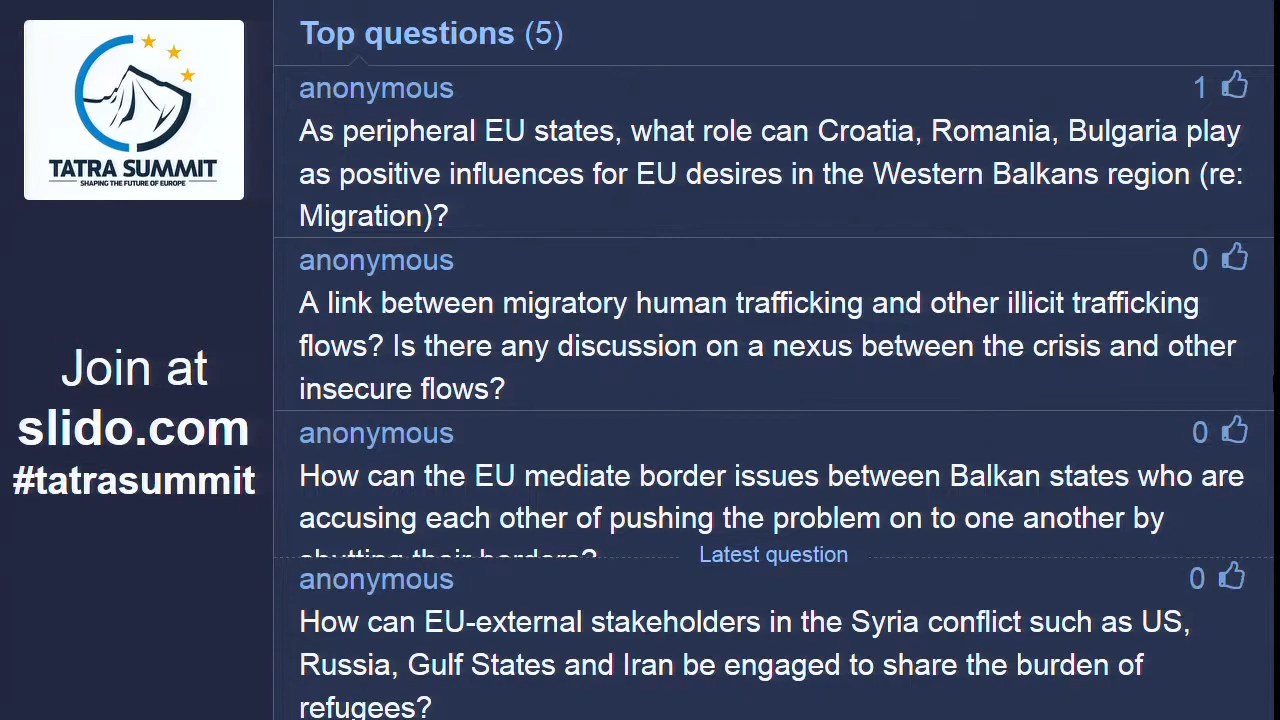 TATRA SUMMIT
SHAPING THE FUTURE OF EUROPE
Join at
slido.com
#tatrasummit
Top questions (5)
anonymous
1
As peripheral EU states, what role can Croatia, Romania, Bulgaria play
as positive influences for EU desires in the Western Balkans region (re:
Migration)?
anonymous
0
A link between migratory human trafficking and other illicit trafficking
flows? Is there any discussion on a nexus between the crisis and other
insecure flows?
anonymous
0
How can the EU mediate border issues between Balkan states who are
accusing each other of pushing the problem on to one another by
shutting their borders?
Latest question
anonymous
0
How can EU-external stakeholders in the Syria conflict such as US,
Russia, Gulf States and Iran be engaged to share the burden of
refugees?